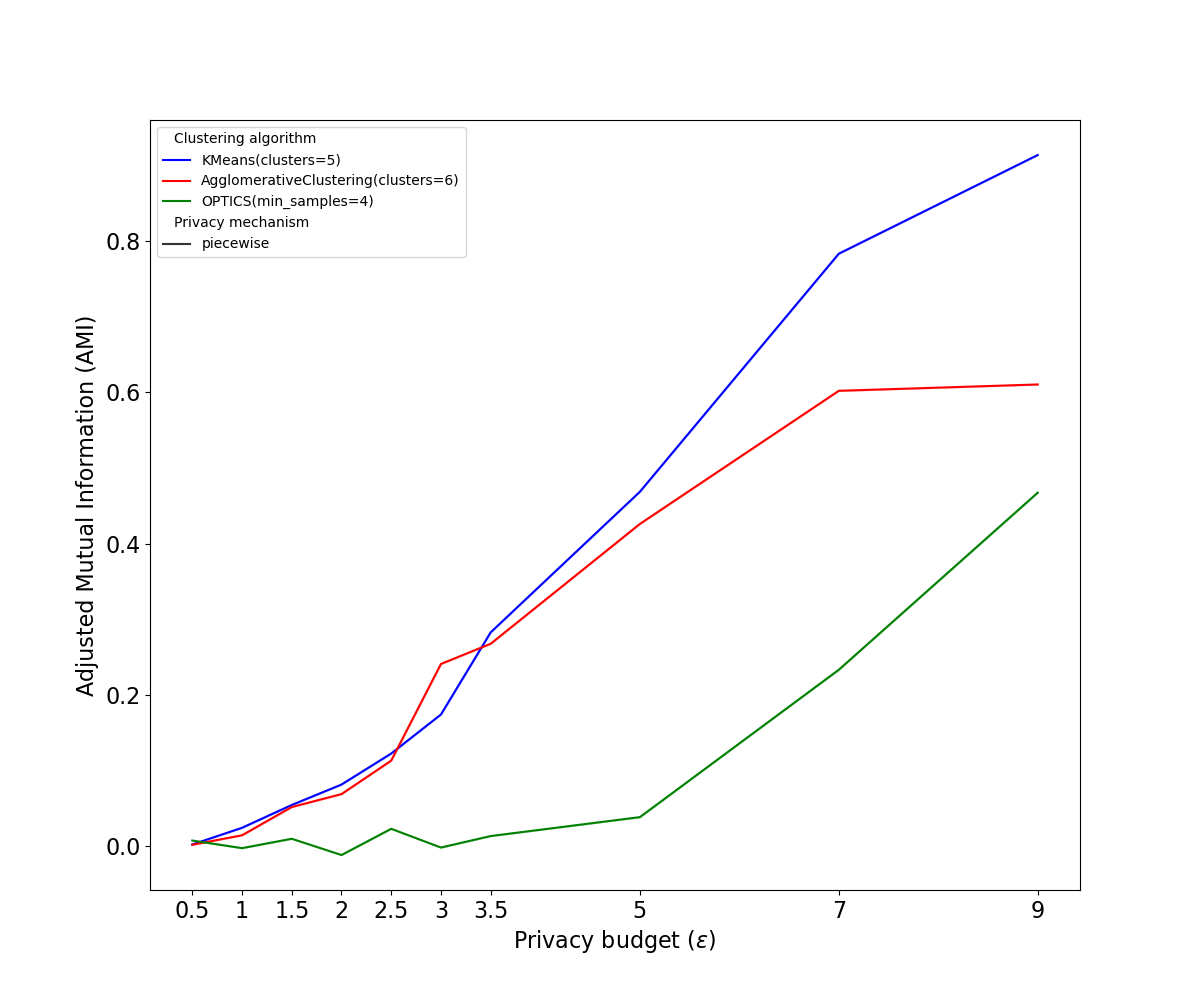 Clustering algorithm
KMeans(clusters=5)
AgglomerativeClustering(clusters=6)
OPTICS(min_samples=4)
Privacy mechanism
piecewise
Adjusted Mutual Information (AMI)
0.8
0.6
0.4
0.2
0.0
0.5 1 1.5 2 2.5 3 3.5 5 7 9
Privacy budget (ε)